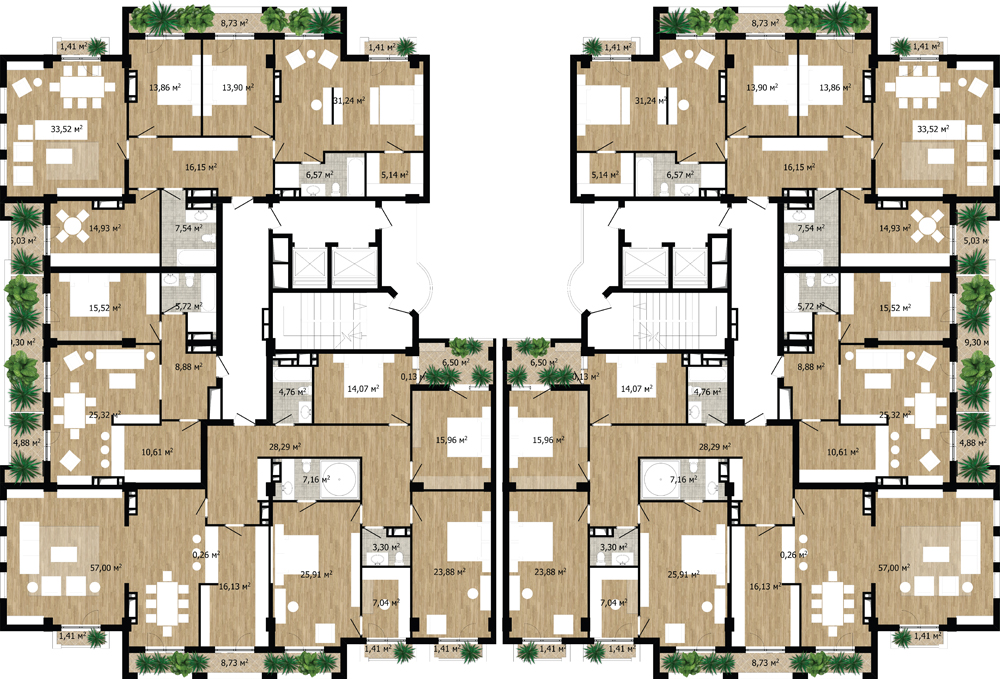 8,73 м²
8,73 м²
1,41 м²
1,41 м²
1,41 м²
1,41 м²
13,86 м²
13,90 м²
31,24 м²
31,24 м²
13,90 м²
13,86 м²
33,52 м²
33,52 м²
16,15 м²
6,57 м²
5,14 м²
5,14 м²
6,57 м²
16,15 м²
14,93 м²
7,54 м²
7,54 м²
14,93 м²
5,03 м²
5,03 м²
15,52 м²
5,72 м²
5,72 м²
15,52 м²
9,30 м²
9,30 м²
8,88 м²
6,50 м²
6,50 м²
8,88 м²
0,13 м²
0,13 м²
4,76 м²
14,07 м²
14,07 м²
4,76 м²
25,32 м²
25,32 м²
4,88 м²
10,61 м²
28,29 м²
15,96 м²
15,96 м²
28,29 м²
10,61 м²
4,88 м²
7,16 м²
7,16 м²
57,00 м²
0,26 м²
3,30 м²
3,30 м²
0,26 м²
57,00 м²
16,13 м²
25,91 м²
23,88 м²
23,88 м²
25,91 м²
16,13 м²
7,04 м²
7,04 м²
1,41 м²
1,41 м²
1,41 м²
1,41 м²
1,41 м²
1,41 м²
8,73 м²
8,73 м²